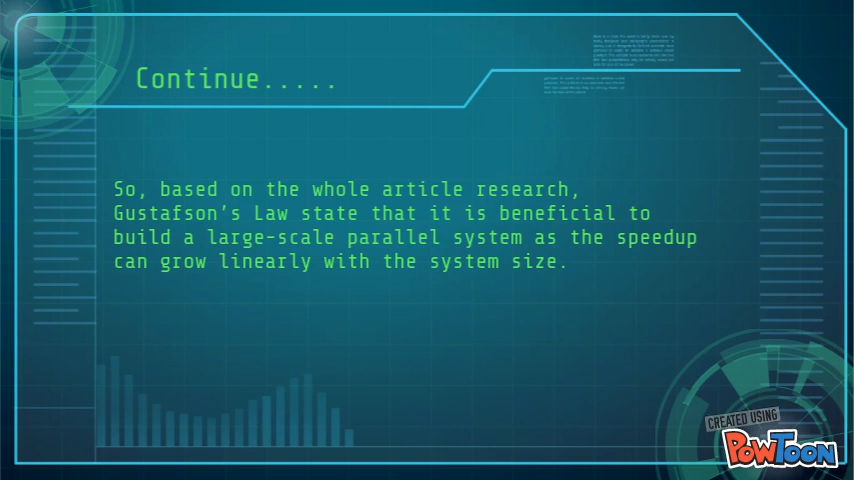 Continue.....
So, based on the whole article research,
Gustafson's Law state that it is beneficial to
build a large-scale parallel system as the speedup
can grow linearly with the system size.
CREATED USING
POWTOON